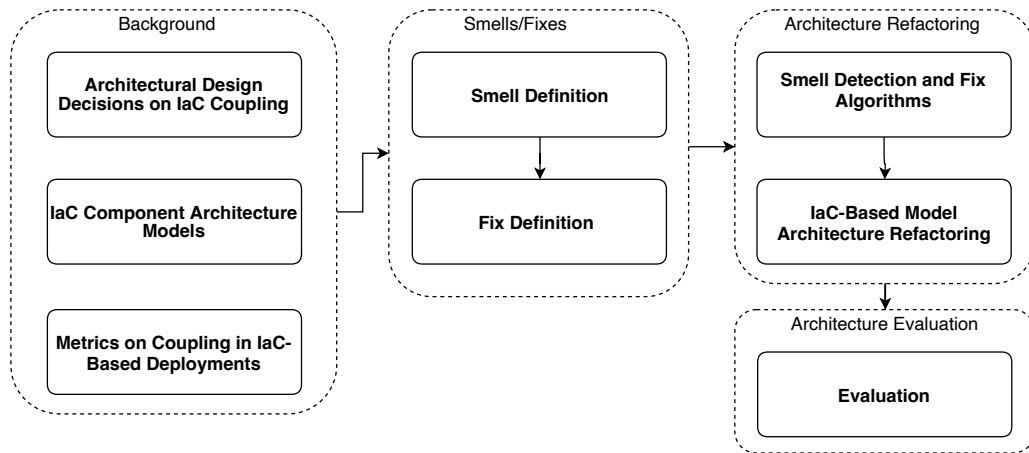 Background
Architectural Design
Decisions on IaC Coupling
IaC Component Architecture
Models
Metrics on Coupling in IaC-
Based Deployments
Smells/Fixes
Smell Definition
Fix Definition
Architecture Refactoring
Smell Detection and Fix
Algorithms
IaC-Based Model
Architecture Refactoring
Architecture Evaluation
Evaluation